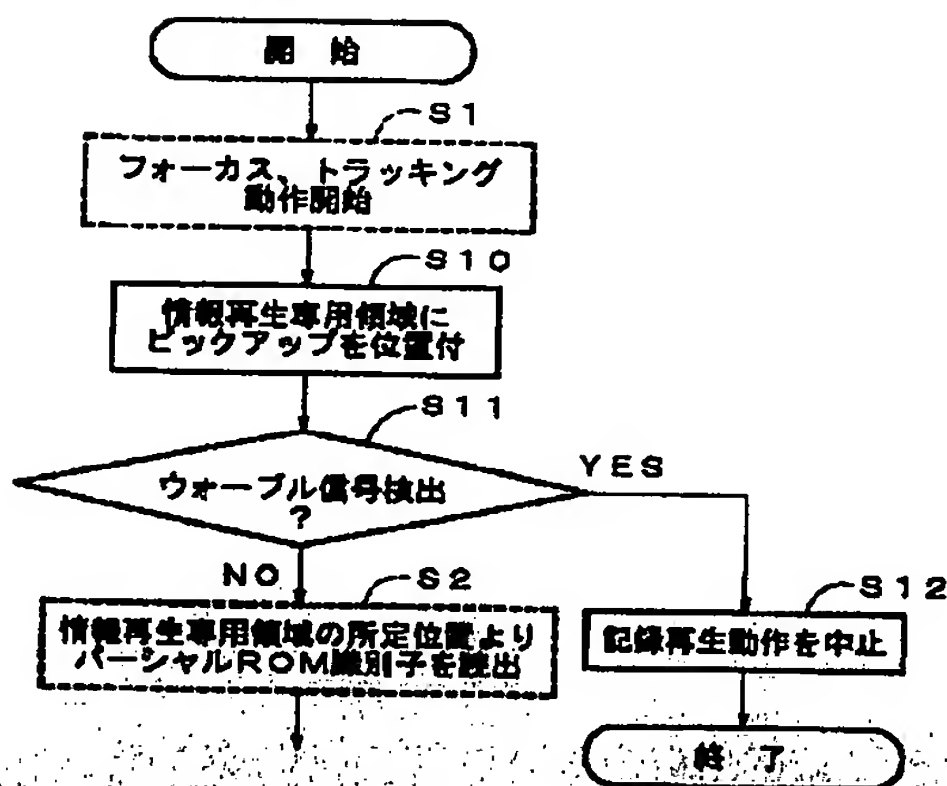 開 始
S1
フォーカス、トラッキング
動作開始
S10
情報再生専用領域に
ピックアップを位置付
S11
ウォーブル信号検出
?
YES
NO
S2
情報再生専用領域の所定位置より
パーシャルROM識別子を読出
S12
記録再生動作を中止
終 了